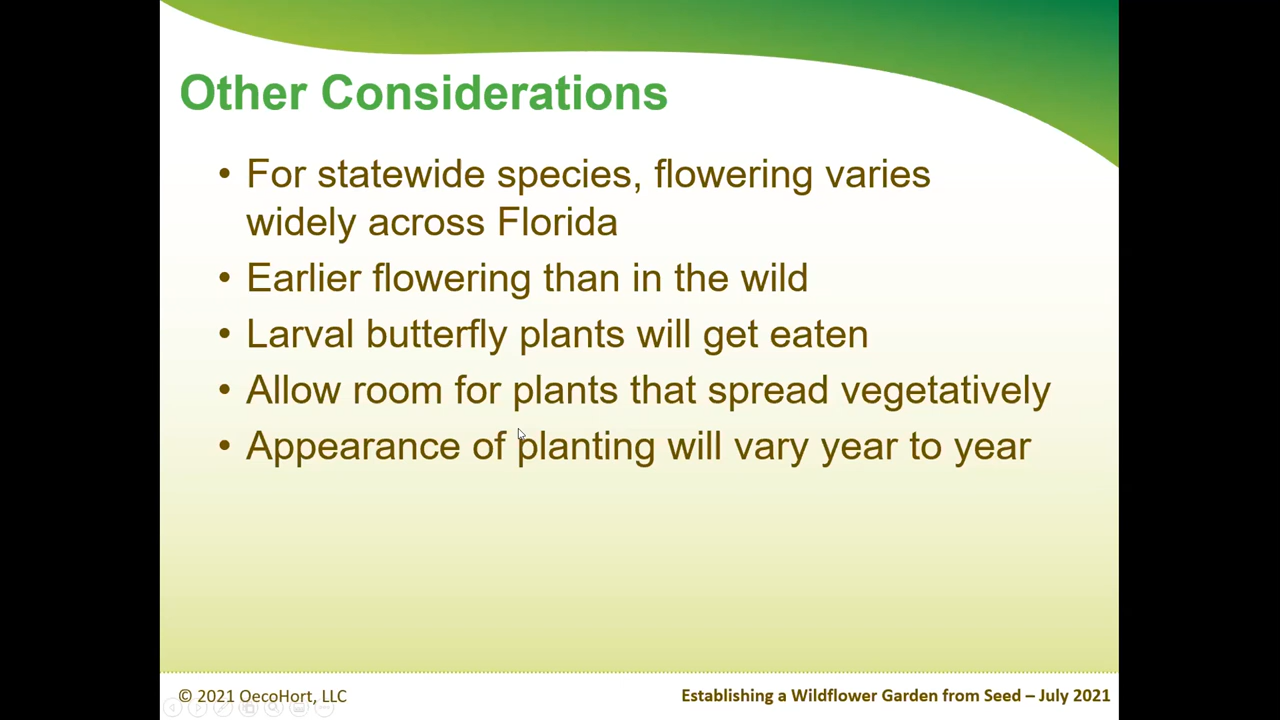 Other Considerations
• For statewide species, flowering varies
widely across Florida
• Earlier flowering than in the wild
• Larval butterfly plants will get eaten
• Allow room for plants that spread vegetatively
• Appearance of planting will vary year to year
© 2021 OecoHort, LLC
Establishing a Wildflower Garden from Seed – July 2021